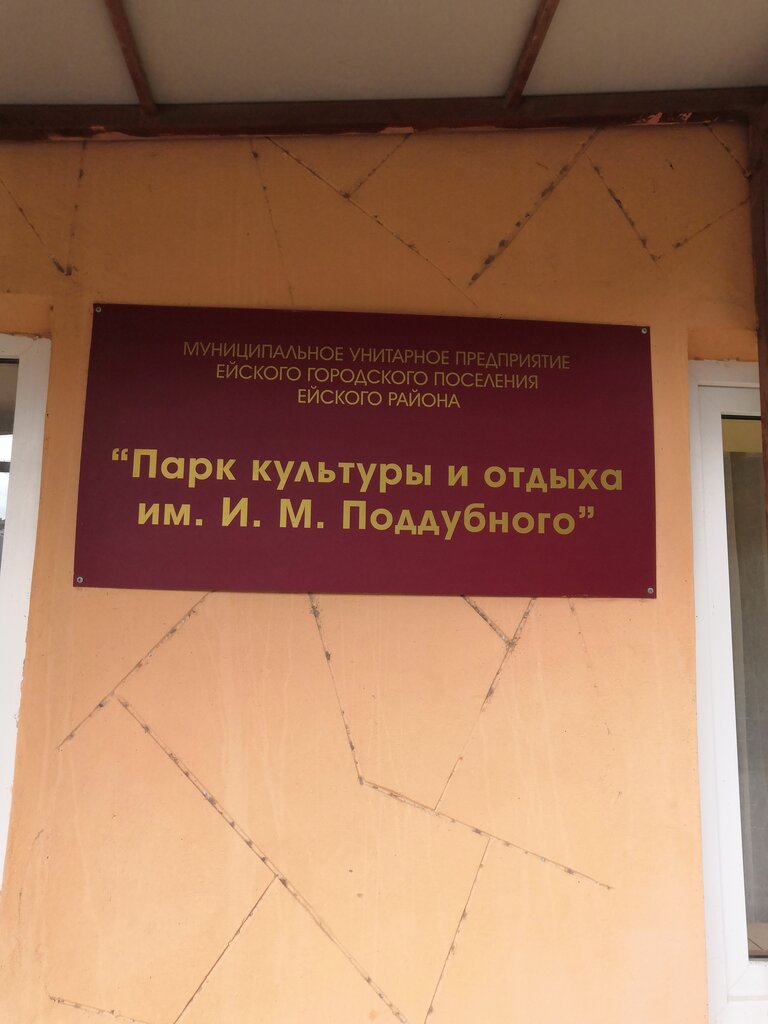 МУНИЦИПАЛЬНОЕ УНИТАРНОЕ ПРЕДПРИЯТИЕ
ЕЙСКОГО ГОРОДСКОГО ПОСЕЛЕНИЯ
ЕЙСКОГО РАЙОНА
“Парк культуры и отдыха
им. И. М. Поддубного”